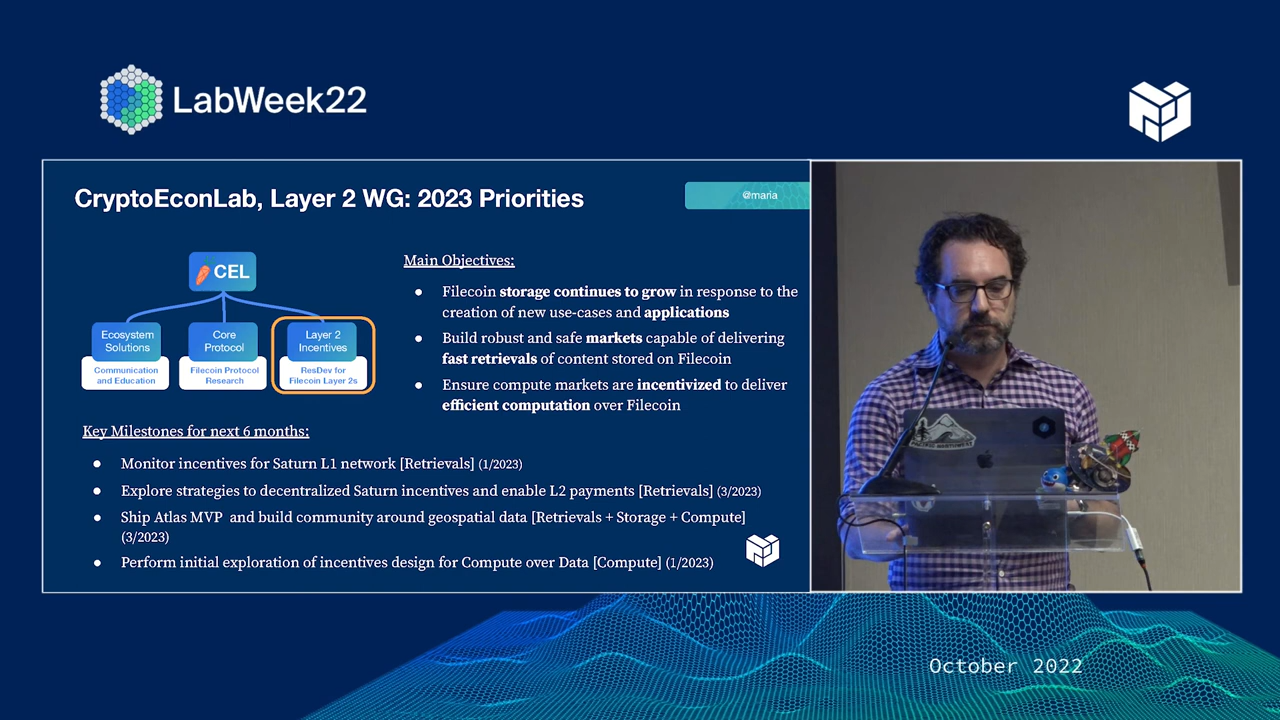 LabWeek22
CryptoEconLab, Layer 2 WG: 2023 Priorities
@maria
CEL
Ecosystem
Solutions
Communication
and Education
Core
Protocol
Filecoin Protocol
Research
Layer 2
Incentives
ResDev for
Filecoin Layer 2s
Main Objectives:
● Filecoin storage continues to grow in response to the
creation of new use-cases and applications
● Build robust and safe markets capable of delivering
fast retrievals of content stored on Filecoin
● Ensure compute markets are incentivized to deliver
efficient computation over Filecoin
Key Milestones for next 6 months:
● Monitor incentives for Saturn L1 network [Retrievals] (1/2023)
● Explore strategies to decentralized Saturn incentives and enable L2 payments [Retrievals] (3/2023)
● Ship Atlas MVP and build community around geospatial data [Retrievals + Storage + Compute]
(3/2023)
● Perform initial exploration of incentives design for Compute over Data [Compute] (1/2023)
October 2022